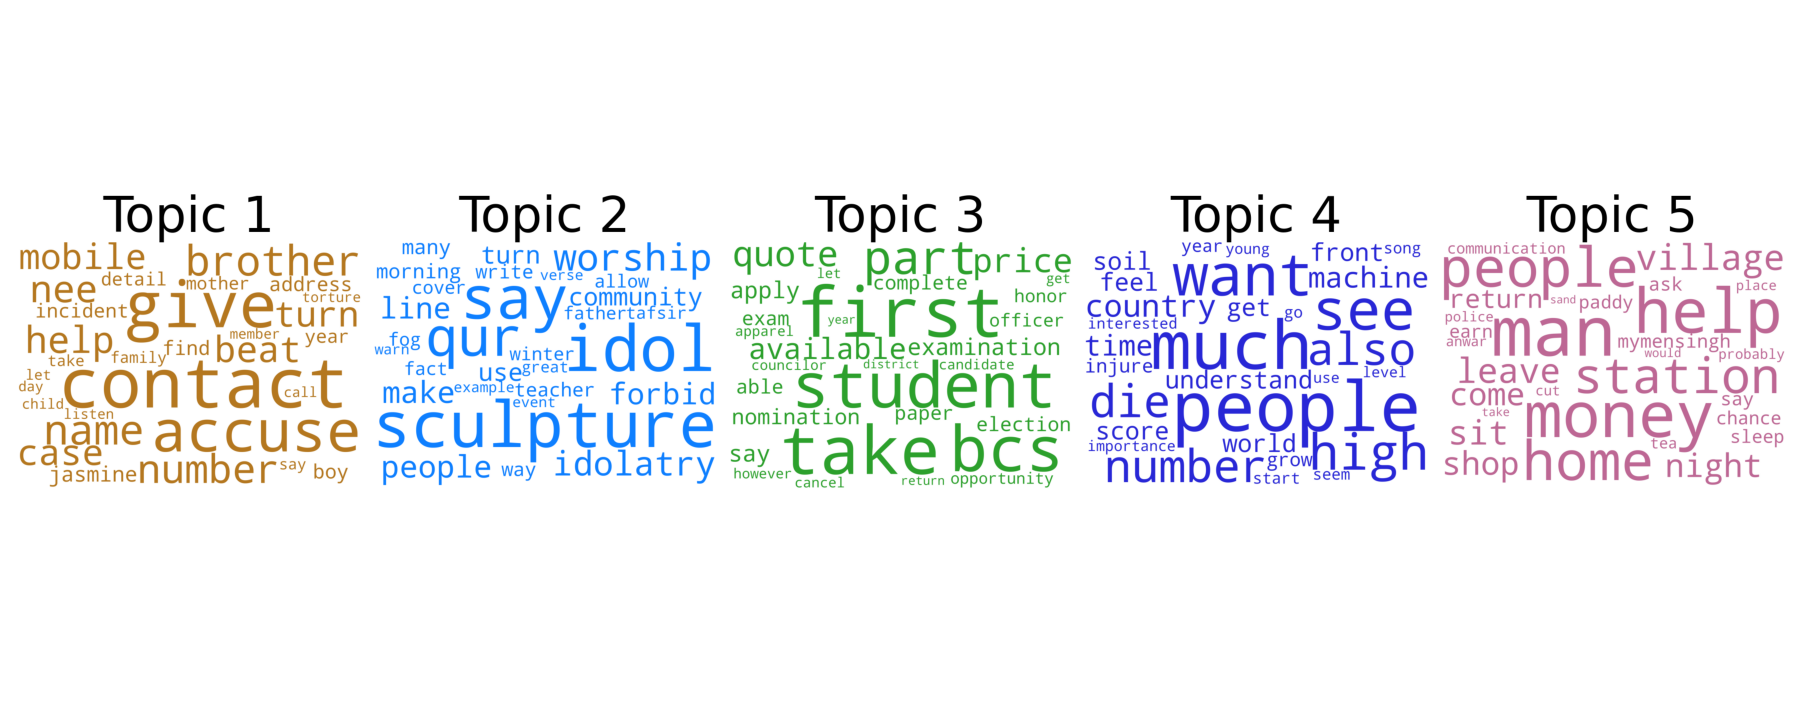 Topic 1
mobile brother
nee detail mother address
give torture
incident turn
help member year
find beat
take family
let
day contact call
child listen
name accuse
case
jasmine number say boy
Topic 2
many turn worship
morning write verse allow
cover say community
line fathertafsir
fog qur idol
warn winter
fact use great
make example teacher forbid
event
sculpture
people way idolatry
Topic 3
quote part price
let complete get
apply first honor
exam year officer
apparel
available examination
councilor district candidate
able student
nomination paper election
say take bcs
however cancel return opportunity
Topic 4
year young front song
soil want machine
feel
country get go see
interested
time much also
injure understand use level
die people
score world
importance high
number grow
start seem
Topic 5
communication
people village
return sand paddy ask place
police man help
earn mymensingh
anwar would probably
leave station
come cut say
take money chance
sit tea sleep
shop home night